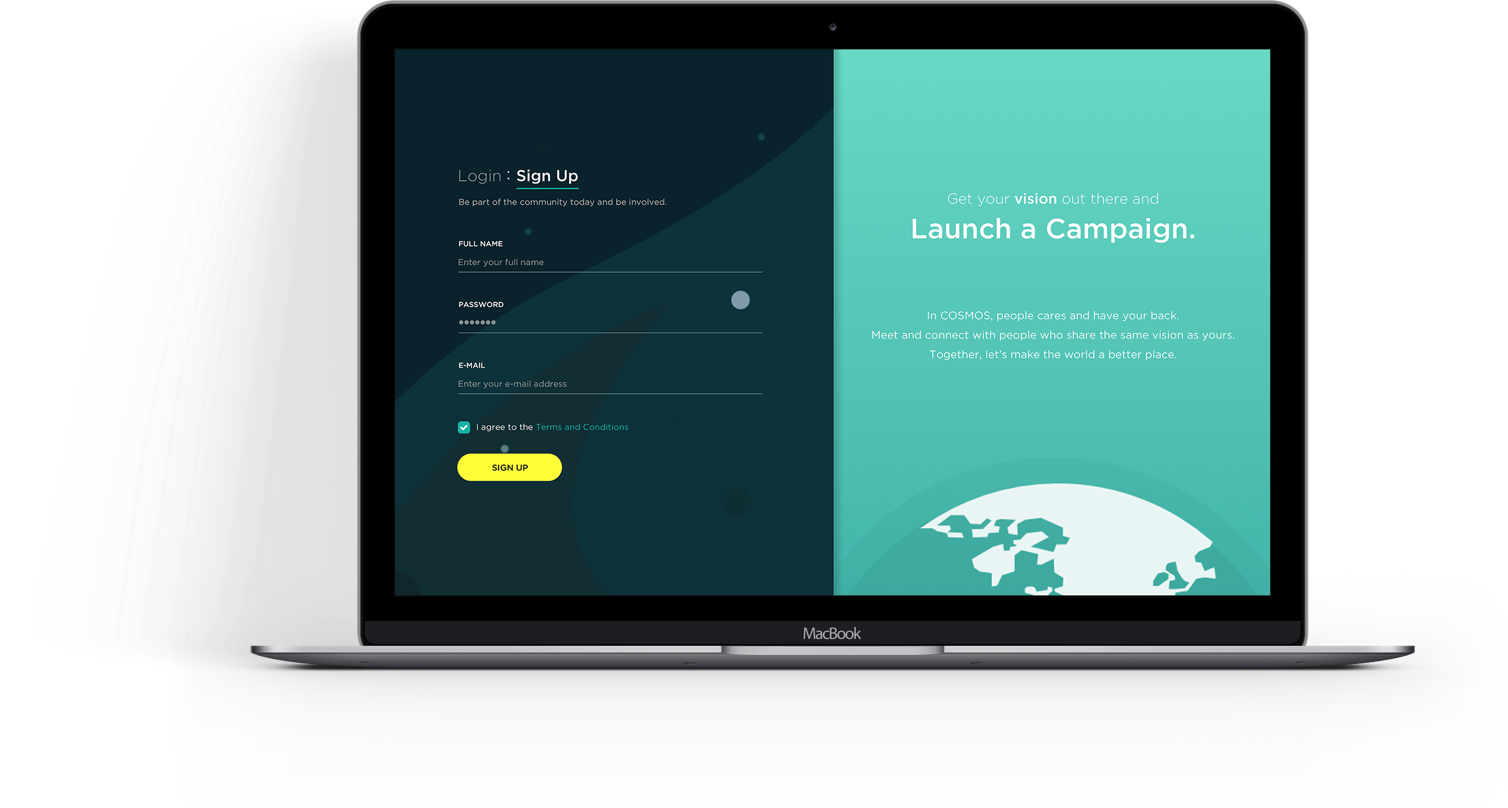 Login : Sign Up
Be part of the community today and be involved.
FULL NAME
Enter your full name
PASSWORD
•••••••
E-MAIL
Enter your e-mail address
I agree to the Terms and Conditions
SIGN UP
Get your vision out there and
Launch a Campaign.
In COSMOS, people cares and have your back.
Meet and connect with people who share the same vision as yours.
Together, let's make the world a better place.
MacBook